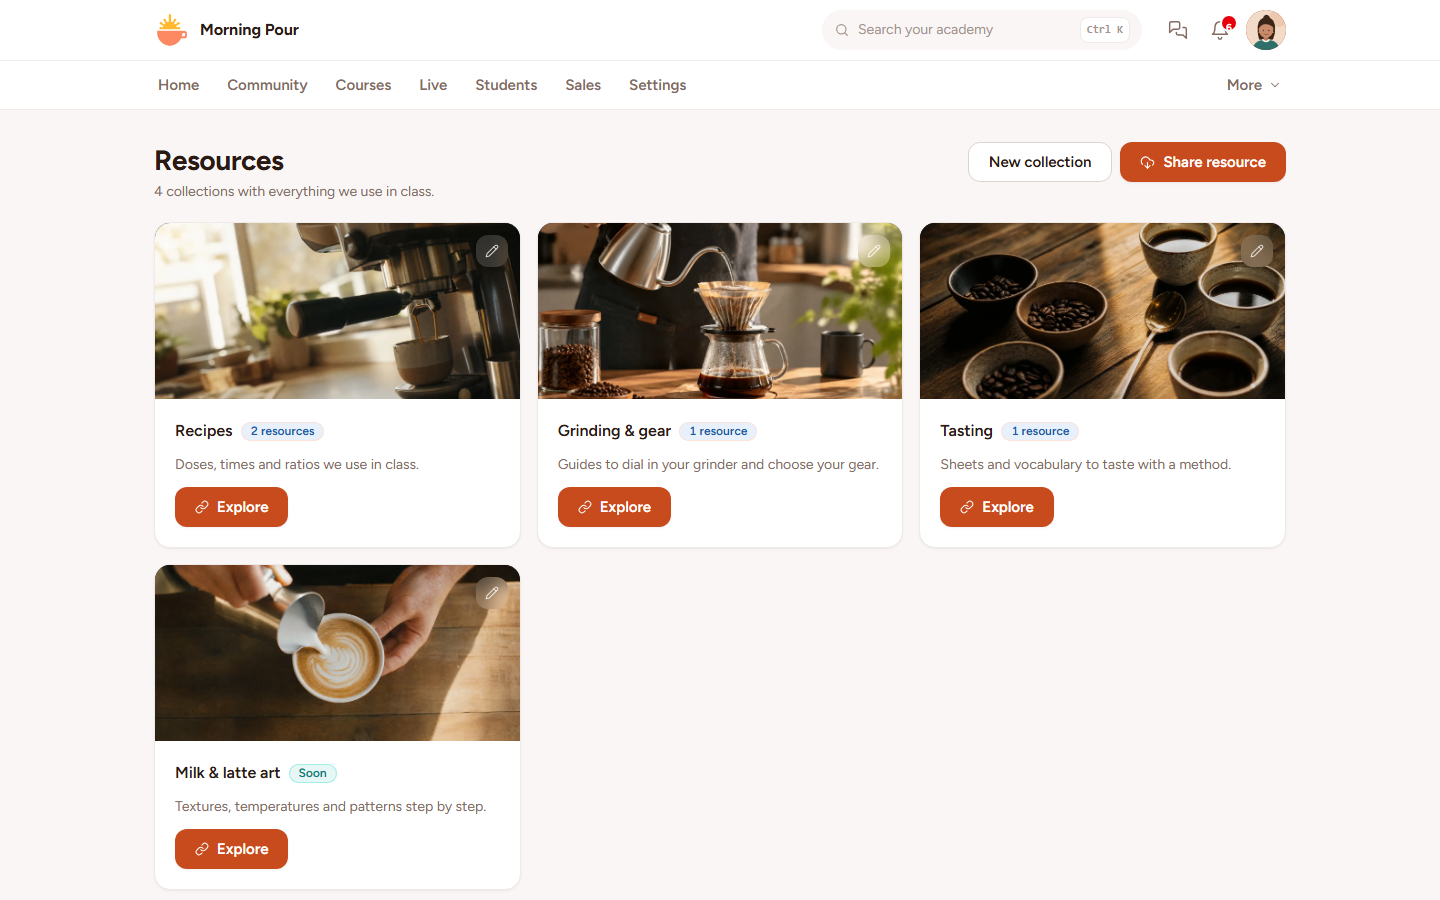 Morning Pour
Search your academy
Ctrl K
6
Home
Community
Courses
Live
Students
Sales
Settings
More
Resources
4 collections with everything we use in class.
New collection
Share resource
Recipes
2 resources
Doses, times and ratios we use in class.
Explore
Grinding & gear
1 resource
Guides to dial in your grinder and choose your gear.
Explore
Tasting
1 resource
Sheets and vocabulary to taste with a method.
Explore
Milk & latte art
Soon
Textures, temperatures and patterns step by step.
Explore